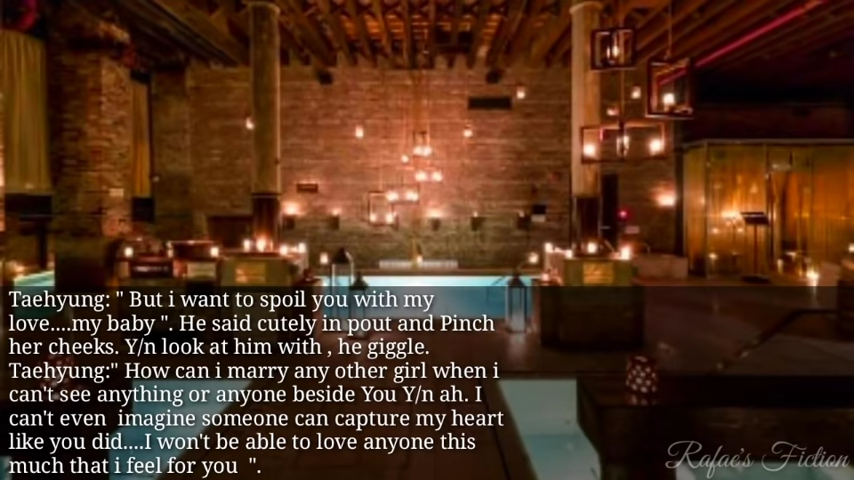 Taehyung: " But i want to spoil you with my
love....my baby ". He said cutely in pout and Pinch
her cheeks. Y/n look at him with , he giggle.
Taehyung:" How can i marry any other girl when i
can't see anything or anyone beside You Y/n ah. I
can't even  imagine someone can capture my heart
like you did....I won't be able to love anyone this
much that i feel for you  ".
Rafae's Fiction